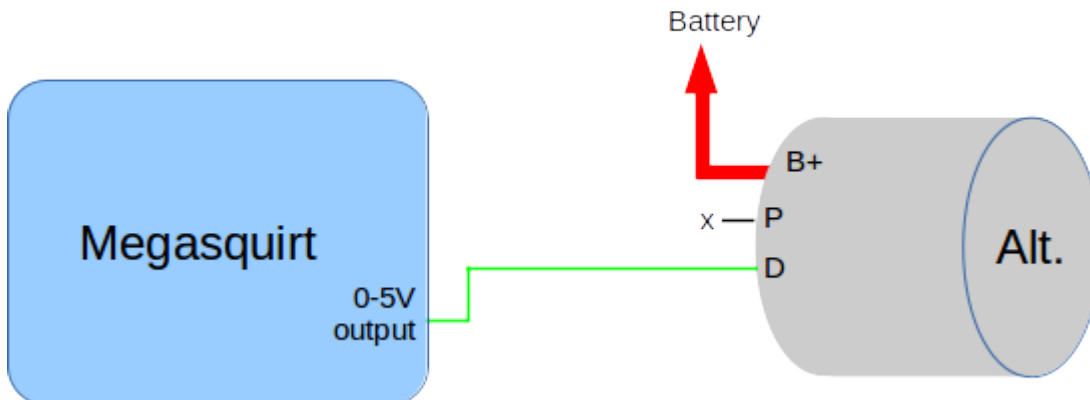 Battery
B+
Megasquirt
x
P
Alt.
D
0-5V
output